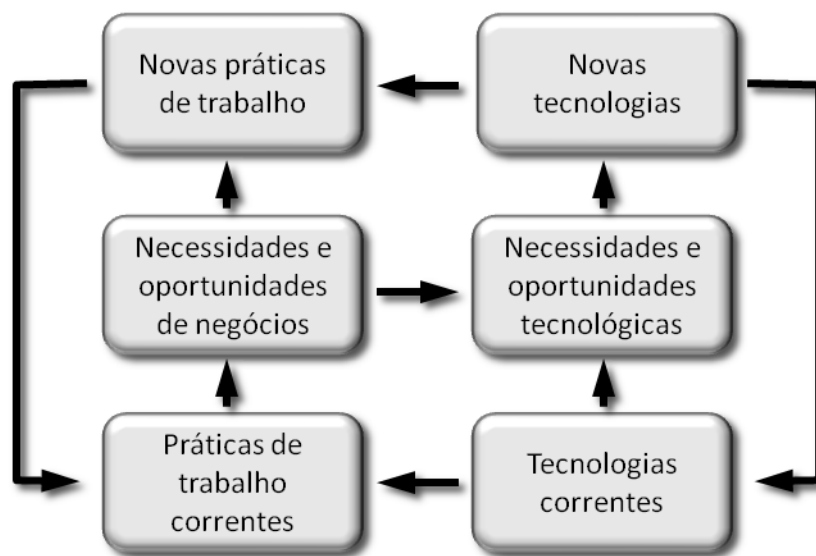 Novas práticas
de trabalho
Novas
tecnologias
Necessidades e
oportunidades
de negócios
Necessidades e
oportunidades
tecnológicas
Práticas de
trabalho
correntes
Tecnologias
correntes